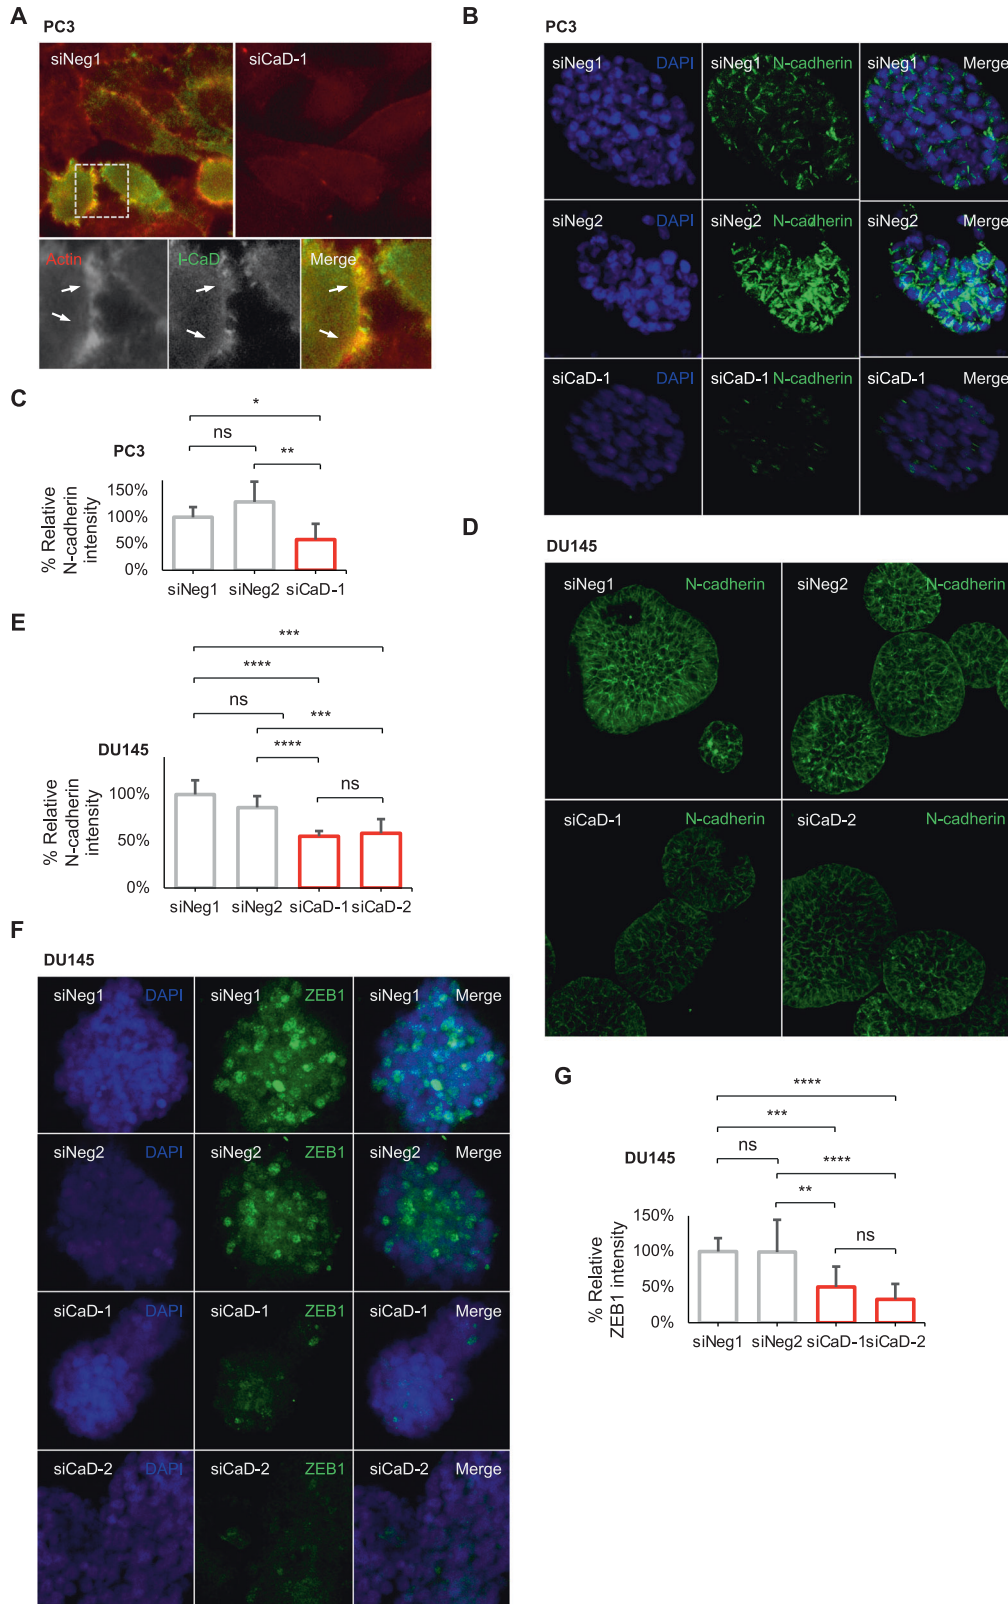 A
PC3
siNeg1
siCaD-1
Actin
l-CaD
Merge
B
PC3
siNeg1 DAPI
siNeg1 N-cadherin
siNeg1 Merge
siNeg2 DAPI
siNeg2 N-cadherin
siNeg2 Merge
siCaD-1 DAPI
siCaD-1 N-cadherin
siCaD-1 Merge
C
PC3
*
ns
**
% Relative
N-cadherin
intensity
150%
100%
50%
0%
siNeg1 siNeg2 siCaD-1
D
DU145
siNeg1 N-cadherin
siNeg2 N-cadherin
siCaD-1 N-cadherin
siCaD-2 N-cadherin
E
DU145
***
****
ns
***
****
ns
% Relative
N-cadherin
intensity
100%
50%
0%
siNeg1 siNeg2 siCaD-1 siCaD-2
F
DU145
siNeg1 DAPI
siNeg1 ZEB1
siNeg1 Merge
siNeg2 DAPI
siNeg2 ZEB1
siNeg2 Merge
siCaD-1 DAPI
siCaD-1 ZEB1
siCaD-1 Merge
siCaD-2 DAPI
siCaD-2 ZEB1
siCaD-2 Merge
G
DU145
****
***
ns
****
**
ns
% Relative
ZEB1 intensity
150%
100%
50%
0%
siNeg1 siNeg2 siCaD-1 siCaD-2